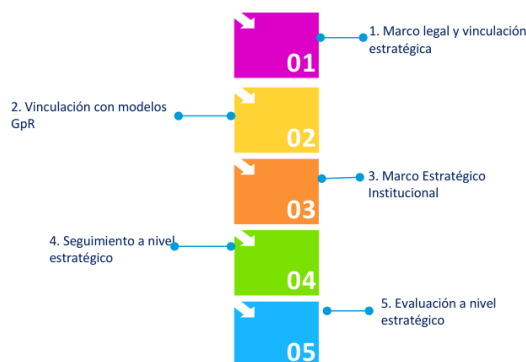 01
1. Marco legal y vinculación
estratégica
2. Vinculación con modelos
GpR
02
03
3. Marco Estratégico
Institucional
4. Seguimiento a nivel
estratégico
04
05
5. Evaluación a nivel
estratégico